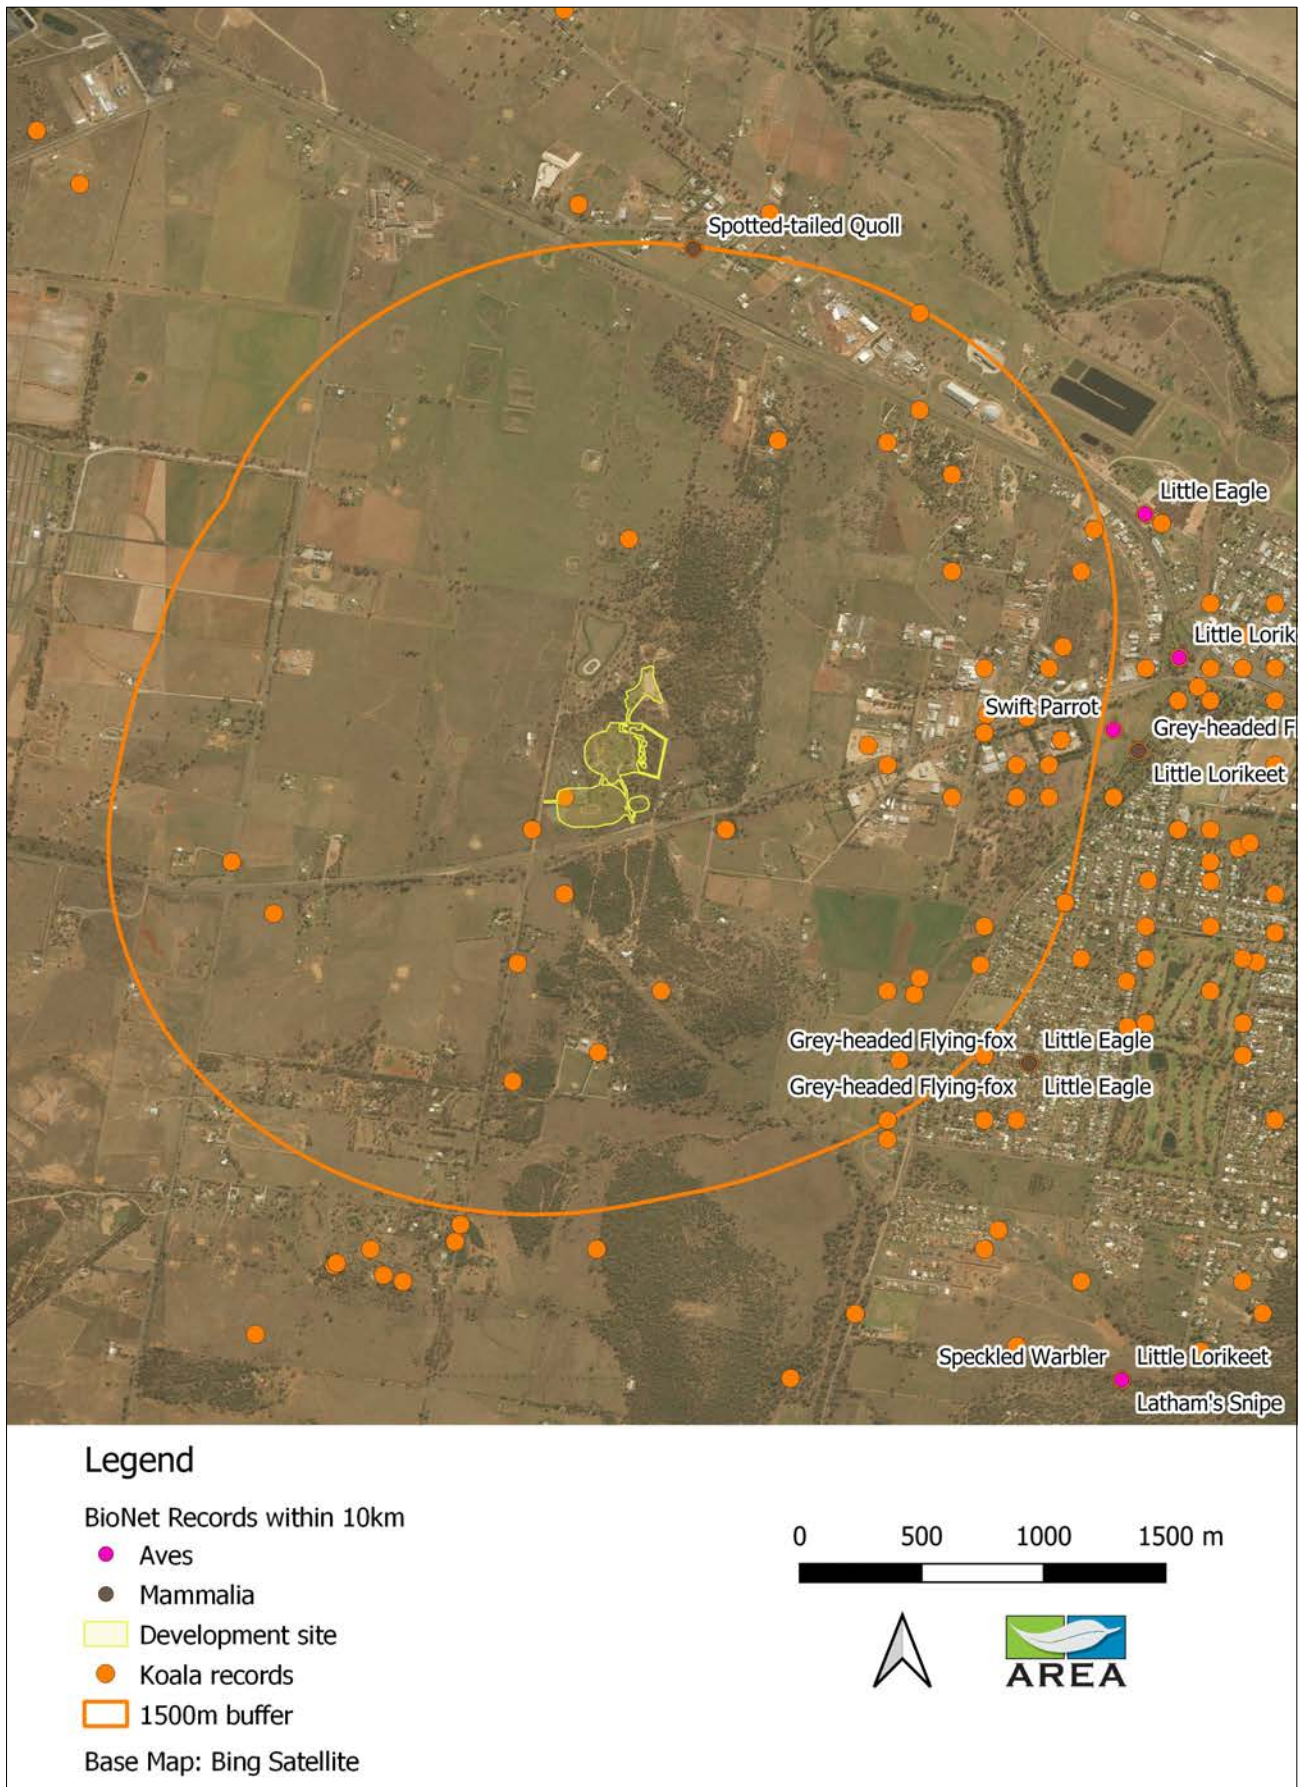 Spotted-tailed Quoll
Little Eagle
Little Lorik
Swift Parrot
Grey-headed F
Little Lorikeet
Grey-headed Flying-fox Little Eagle
Grey-headed Flying-fox Little Eagle
Speckled Warbler Little Lorikeet
Latham's Snipe
Legend
BioNet Records within 10km
Aves
Mammalia
Development site
Koala records
1500m buffer
Base Map: Bing Satellite
0 500 1000 1500 m
AREA